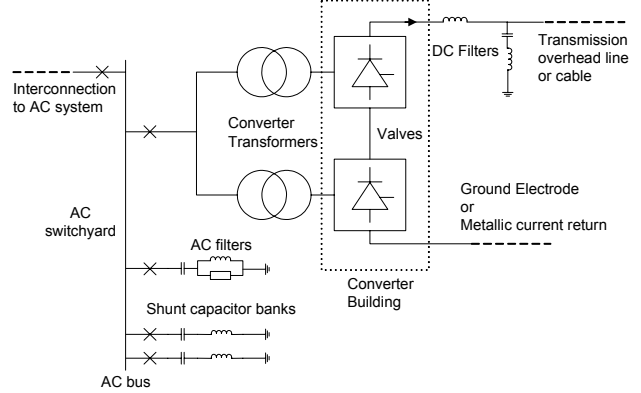 DC Filters
Transmission
overhead line
or cable
Interconnection
to AC system
Converter
Transformers
Valves
Ground Electrode
or
Metallic current return
AC
switchyard
AC filters
Converter
Building
Shunt capacitor banks
AC bus